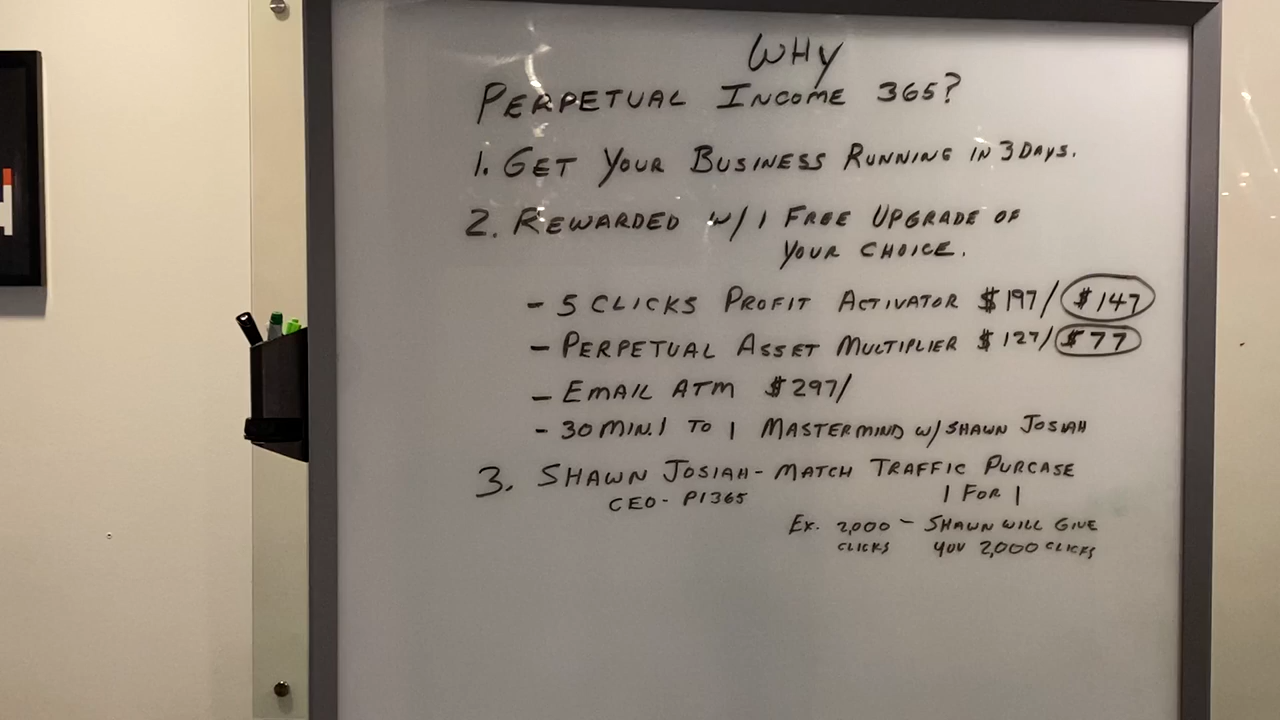 WHY
PERPETUAL INCOME 365?
1. GET YOUR BUSINESS RUNNING IN 3 DAYS.
2. REWARDED W/ 1 FREE UPGRADE OF
YOUR CHOICE.
- 5 CLICKS PROFIT ACTIVATOR $197/ $147
- PERPETUAL ASSET MULTIPLIER $127/ $77
- EMAIL ATM $297/
- 30 MIN. 1 TO 1 MASTERMIND W/ SHAWN JOSIAH
3. SHAWN JOSIAH - MATCH TRAFFIC PURCASE
CEO - PI365 1 FOR 1
EX. 2,000 - SHAWN WILL GIVE
CLICKS YOU 2,000 CLICKS